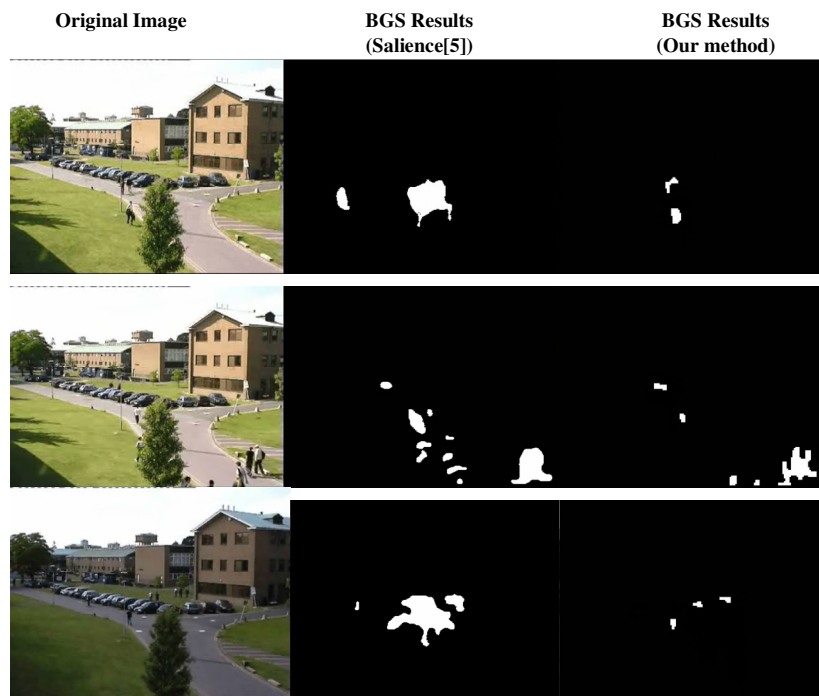 Original Image
BGS Results
(Salience[5])
BGS Results
(Our method)